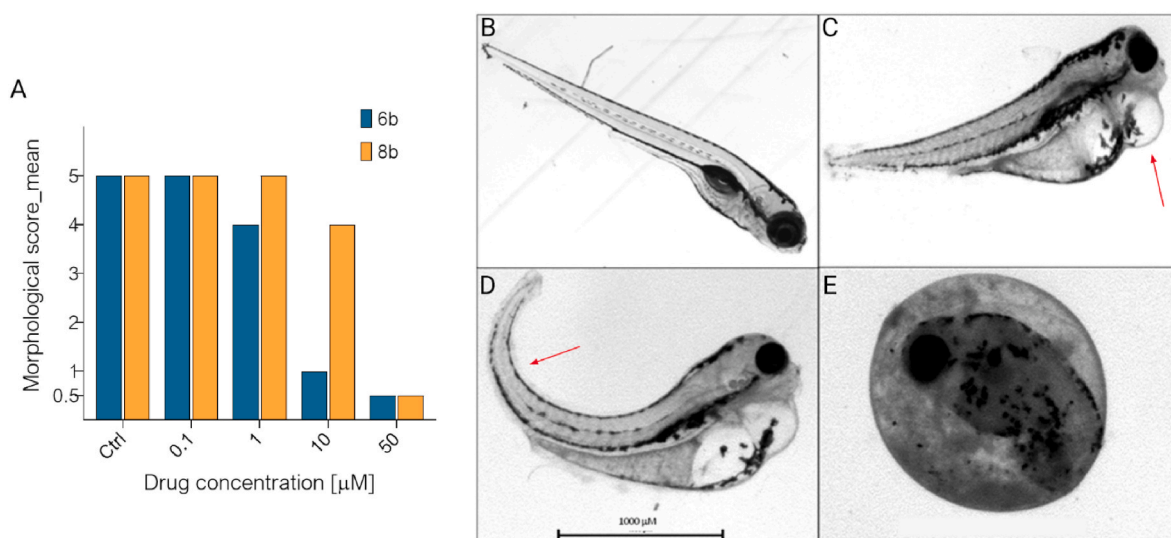 A
6b
8b
Morphological score_mean
5
4
3
2
1
0.5
Ctrl
0.1
1
10
50
Drug concentration [µM]
B
C
D
1000 µM
E